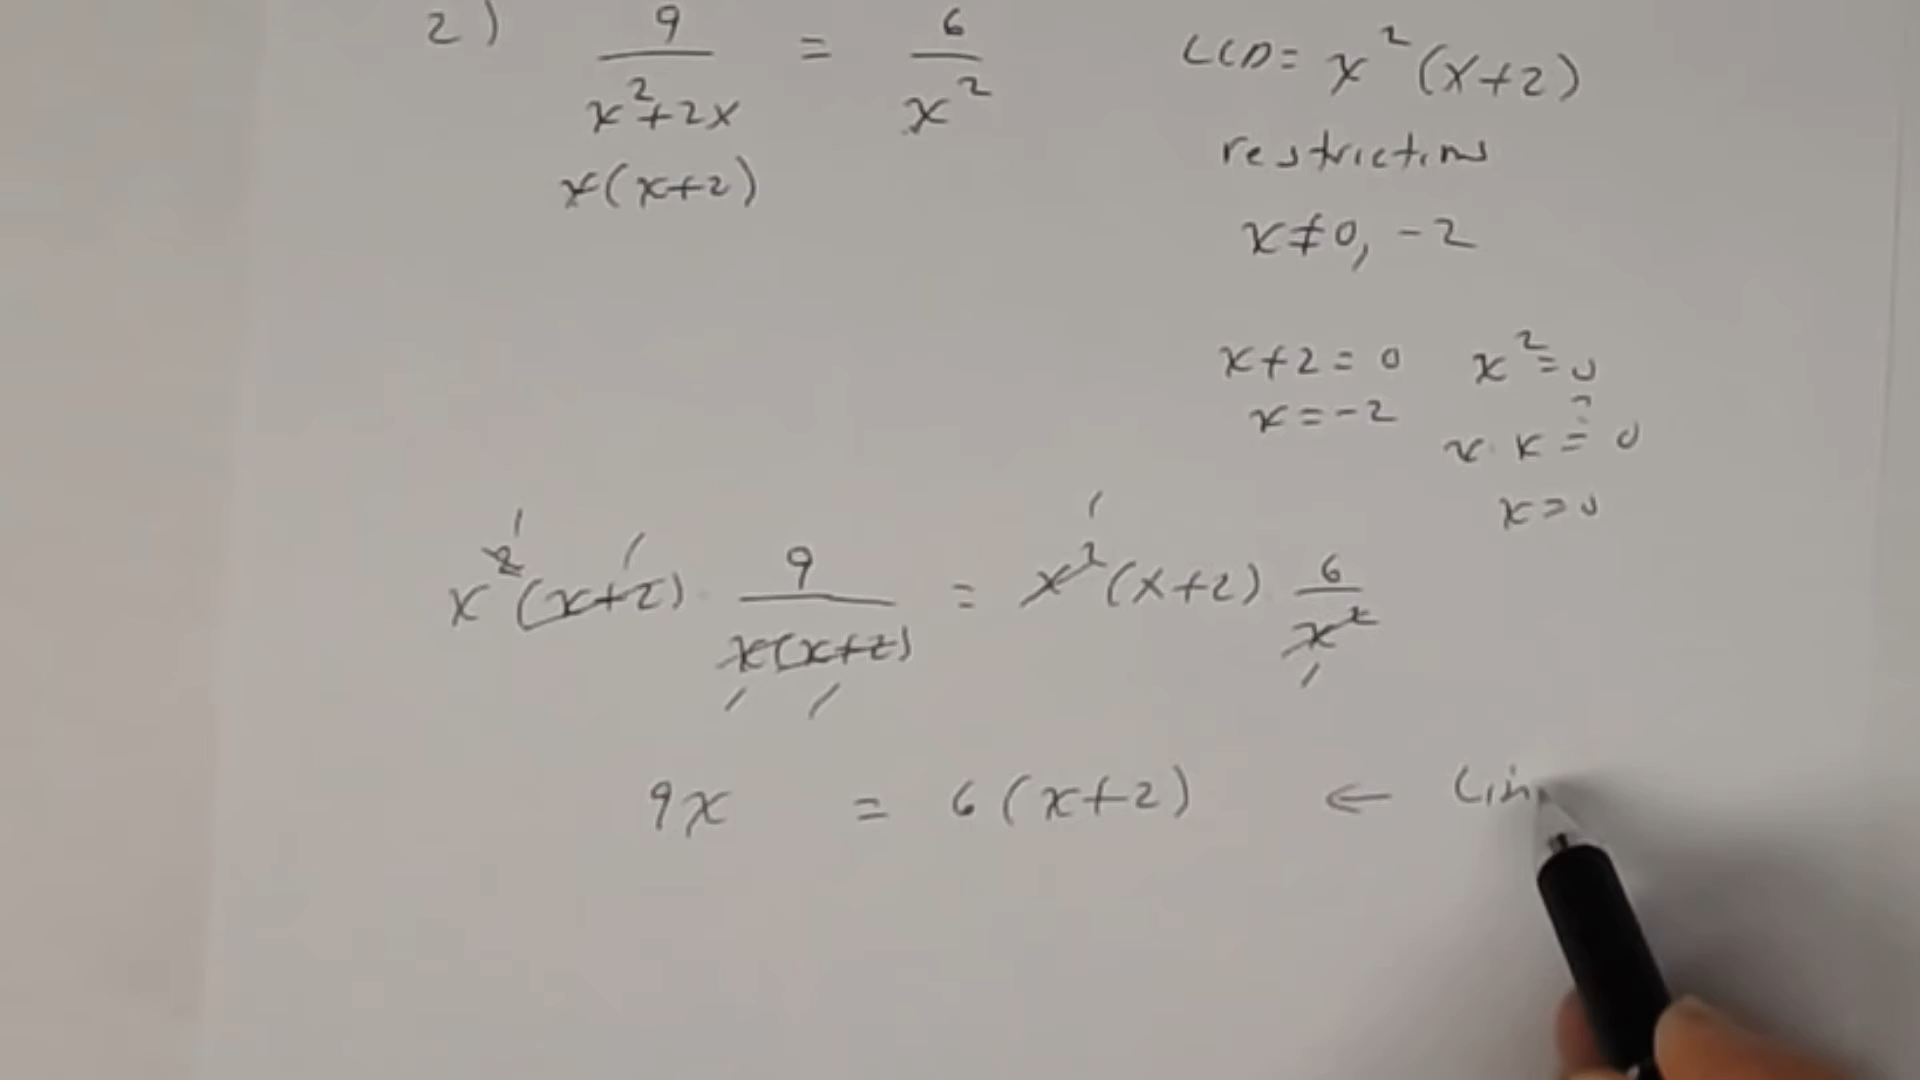 2) 9/(x²+2x) = 6/x²
x(x+2)
LCD= x²(x+2)
restrictions
x≠0, -2
x+2=0 x²=0
x=-2 x·x=0
x=0
x²(x+2)·9/(x(x+2)) = x²(x+2)·6/x²
9x = 6(x+2) ← Lin